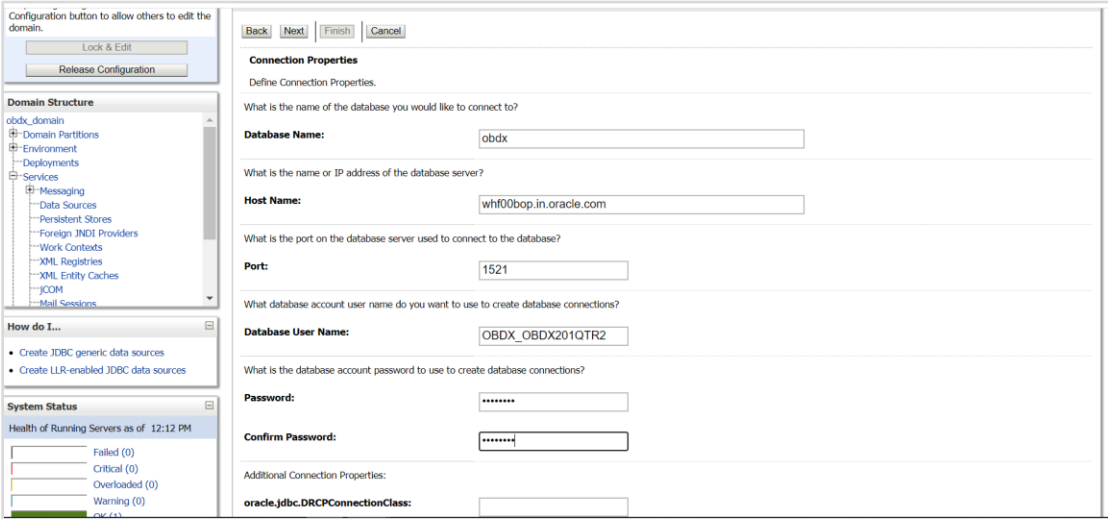 Configuration button to allow others to edit the
domain.
Lock & Edit
Release Configuration
Domain Structure
obdx_domain
Domain Partitions
Environment
Deployments
Services
Messaging
Data Sources
Persistent Stores
Foreign JNDI Providers
Work Contexts
XML Registries
XML Entity Caches
jCOM
Mail Sessions
How do I...
Create JDBC generic data sources
Create LLR-enabled JDBC data sources
System Status
Health of Running Servers as of 12:12 PM
Failed (0)
Critical (0)
Overloaded (0)
Warning (0)
OK (1)
Back Next Finish Cancel
Connection Properties
Define Connection Properties.
What is the name of the database you would like to connect to?
Database Name: obdx
What is the name or IP address of the database server?
Host Name: whf00bop.in.oracle.com
What is the port on the database server used to connect to the database?
Port: 1521
What database account user name do you want to use to create database connections?
Database User Name: OBDX_OBDX201QTR2
What is the database account password to use to create database connections?
Password: ••••••••
Confirm Password: ••••••••
Additional Connection Properties:
oracle.jdbc.DRCPConnectionClass: